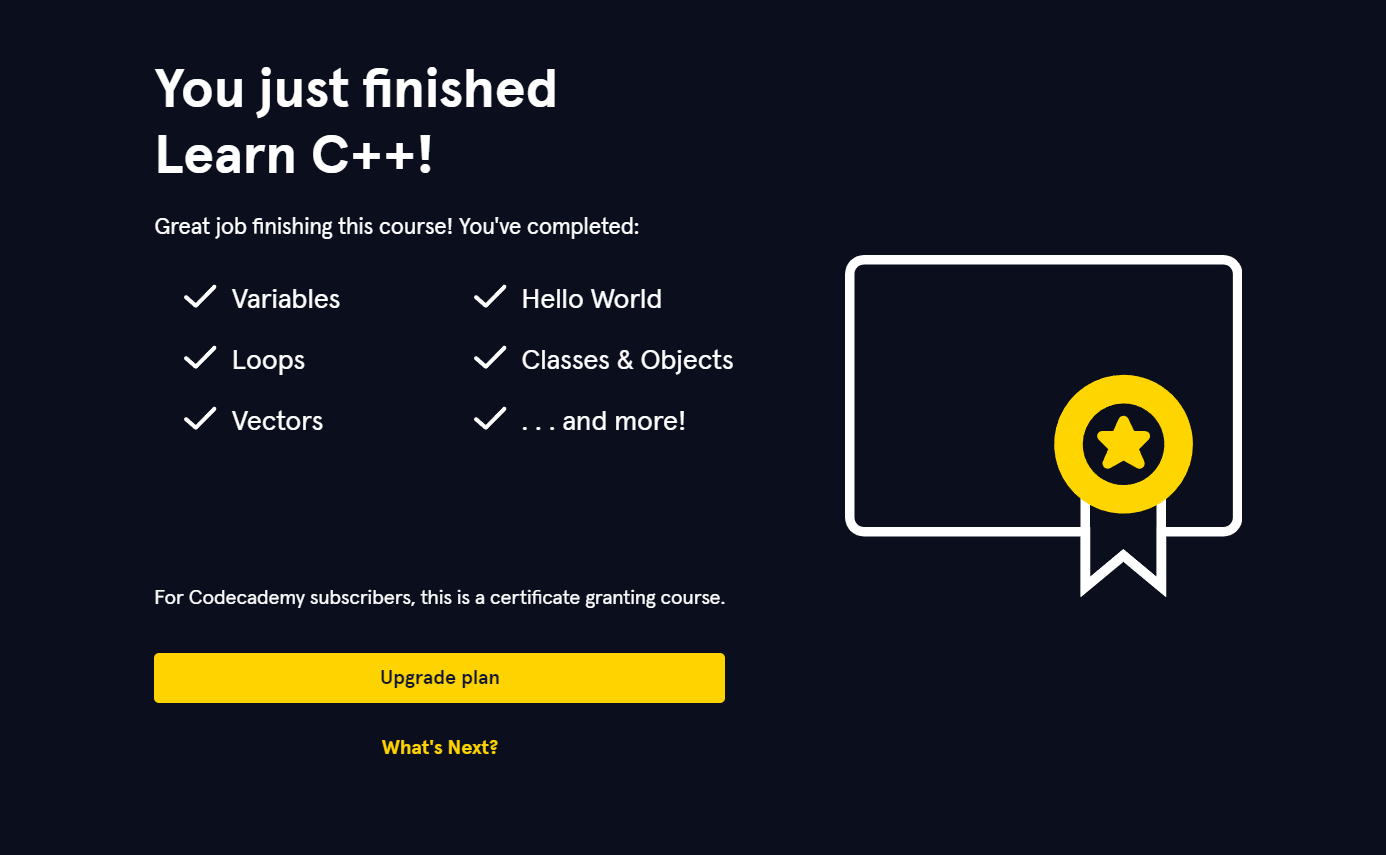 You just finished
Learn C++!
Great job finishing this course! You've completed:
Variables
Hello World
Loops
Classes & Objects
Vectors
. . . and more!
For Codecademy subscribers, this is a certificate granting course.
Upgrade plan
What's Next?